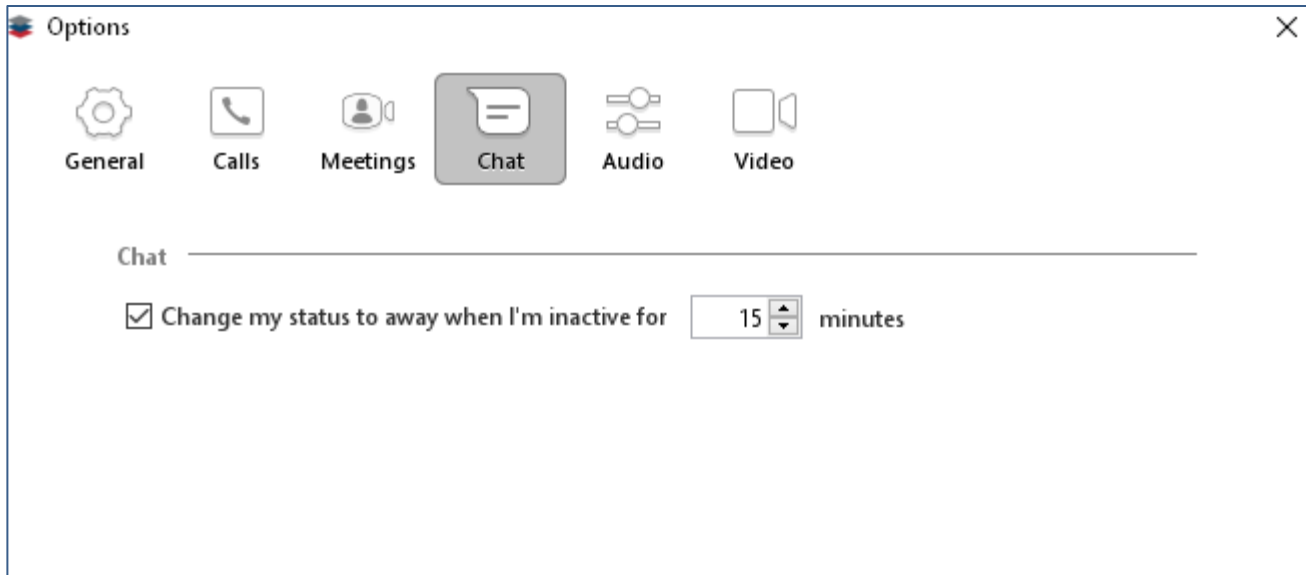 Options
General Calls Meetings Chat Audio Video
Chat
Change my status to away when I'm inactive for 15 minutes